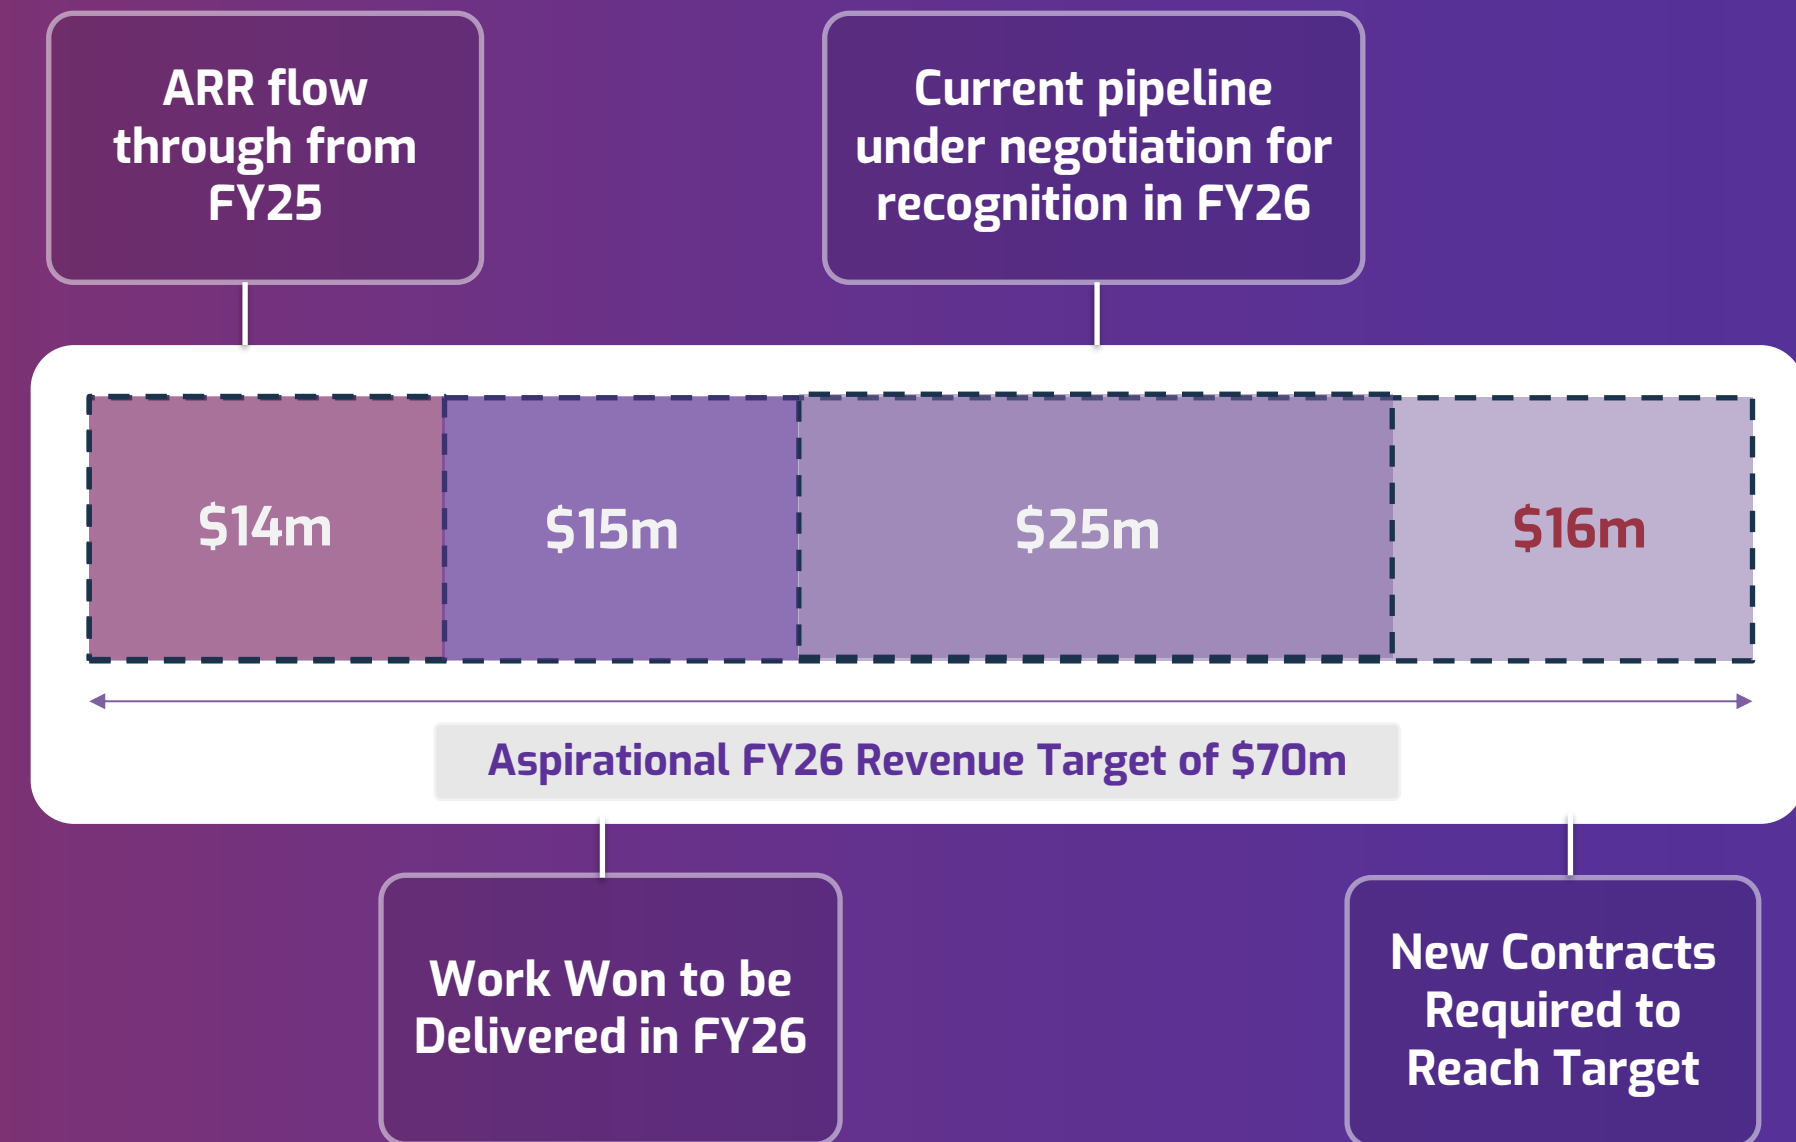 ARR flow
through from
FY25
Current pipeline
under negotiation for
recognition in FY26
$14m
$15m
$25m
$16m
Aspirational FY26 Revenue Target of $70m
Work Won to be
Delivered in FY26
New Contracts
Required to
Reach Target